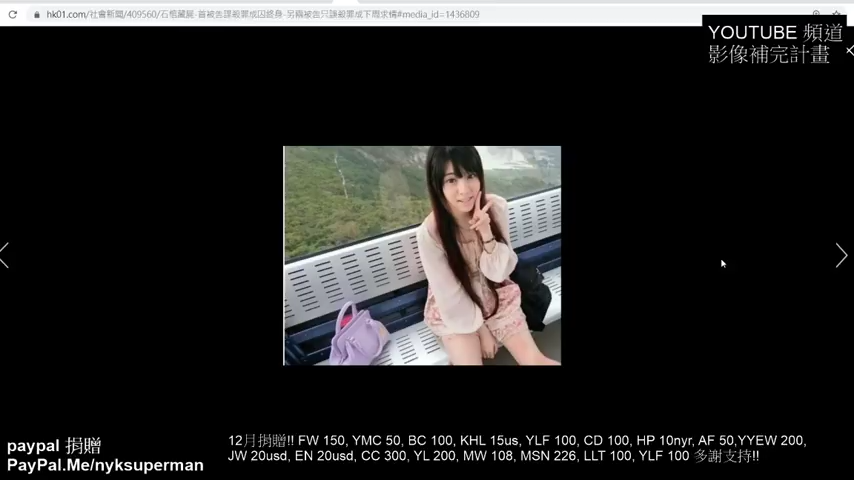 hk01.com/社會新聞/409560/石棺藏屍-首被告謀殺罪成囚終身-另兩被告只誤殺罪成下周求情#media_id=1436809
YOUTUBE 頻道
影像補完計畫
12月捐贈!! FW 150, YMC 50, BC 100, KHL 15us, YLF 100, CD 100, HP 10nyr, AF 50,YYEW 200,
JW 20usd, EN 20usd, CC 300, YL 200, MW 108, MSN 226, LLT 100, YLF 100 多謝支持!!
paypal 捐贈
PayPal.Me/nyksuperman